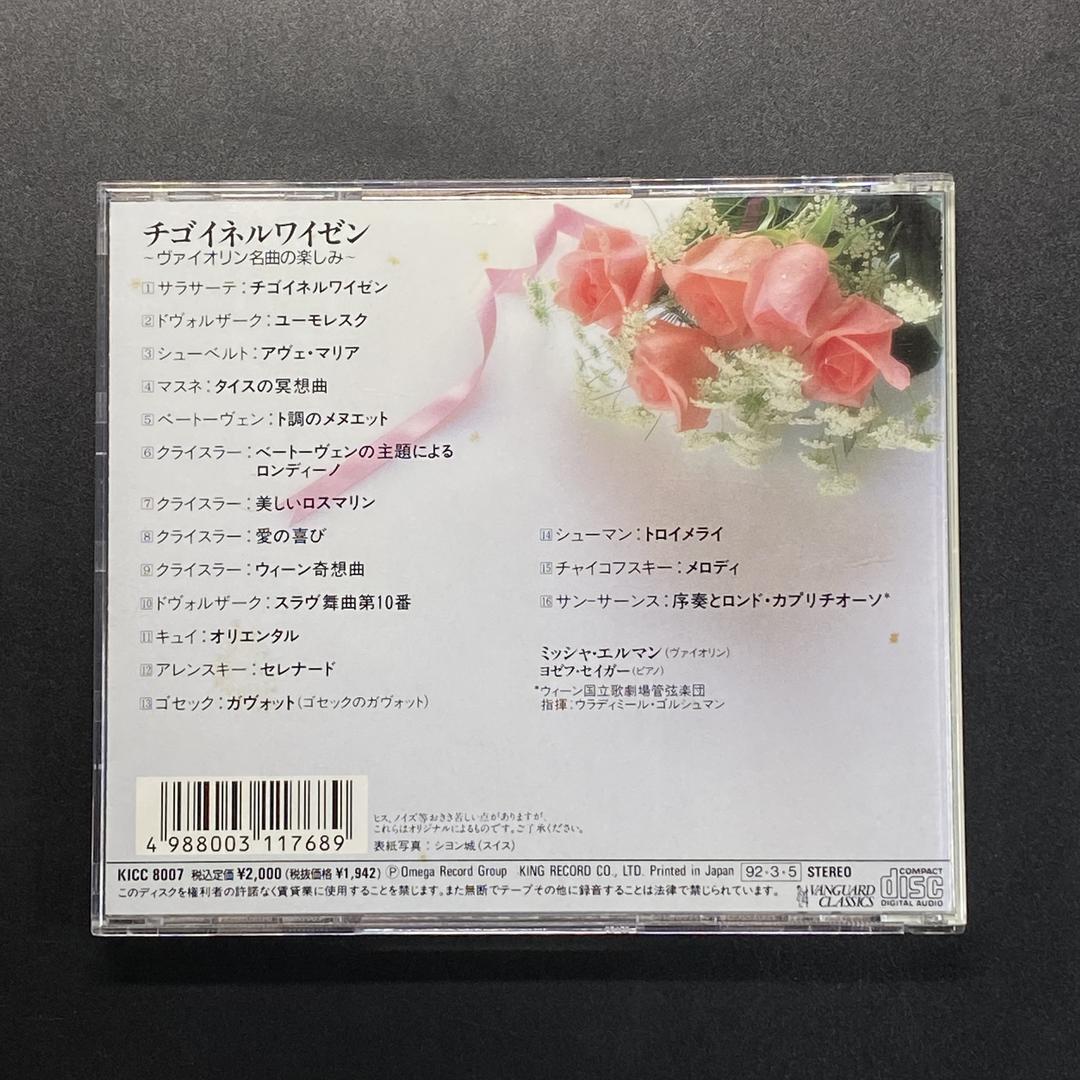 チゴイネルワイゼン
~ヴァイオリン名曲の楽しみ~
1 サラサーテ:チゴイネルワイゼン
2 ドヴォルザーク:ユーモレスク
3 シューベルト:アヴェ・マリア
4 マスネ:タイスの冥想曲
5 ベートーヴェン:ト調のメヌエット
6 クライスラー:ベートーヴェンの主題による
ロンディーノ
7 クライスラー:美しいロスマリン
8 クライスラー:愛の喜び
9 クライスラー:ウィーン奇想曲
10 ドヴォルザーク:スラヴ舞曲第10番
11 キュイ:オリエンタル
12 アレンスキー:セレナード
13 ゴセック:ガヴォット(ゴセックのガヴォット)
14 シューマン:トロイメライ
15 チャイコフスキー:メロディ
16 サン-サーンス:序奏とロンド・カプリチオーソ*
ミッシャ・エルマン(ヴァイオリン)
ヨゼフ・セイガー(ピアノ)
*ウィーン国立歌劇場管弦楽団
指揮:ウラディミール・ゴルシュマン
4 988003 117689
ヒス、ノイズ等おきき苦しい点がありますが、
これらはオリジナルによるものです。ご了承ください。
表紙写真:シヨン城(スイス)
KICC 8007 税込定価¥2,000(税抜価格¥1,942) ℗Omega Record Group KING RECORD CO., LTD. Printed in Japan 92・3・5 STEREO
このディスクを権利者の許諾なく賃貸業に使用することを禁じます。また無断でテープその他に録音することは法律で禁じられています。
VANGUARD
CLASSICS
COMPACT
disc
DIGITAL AUDIO